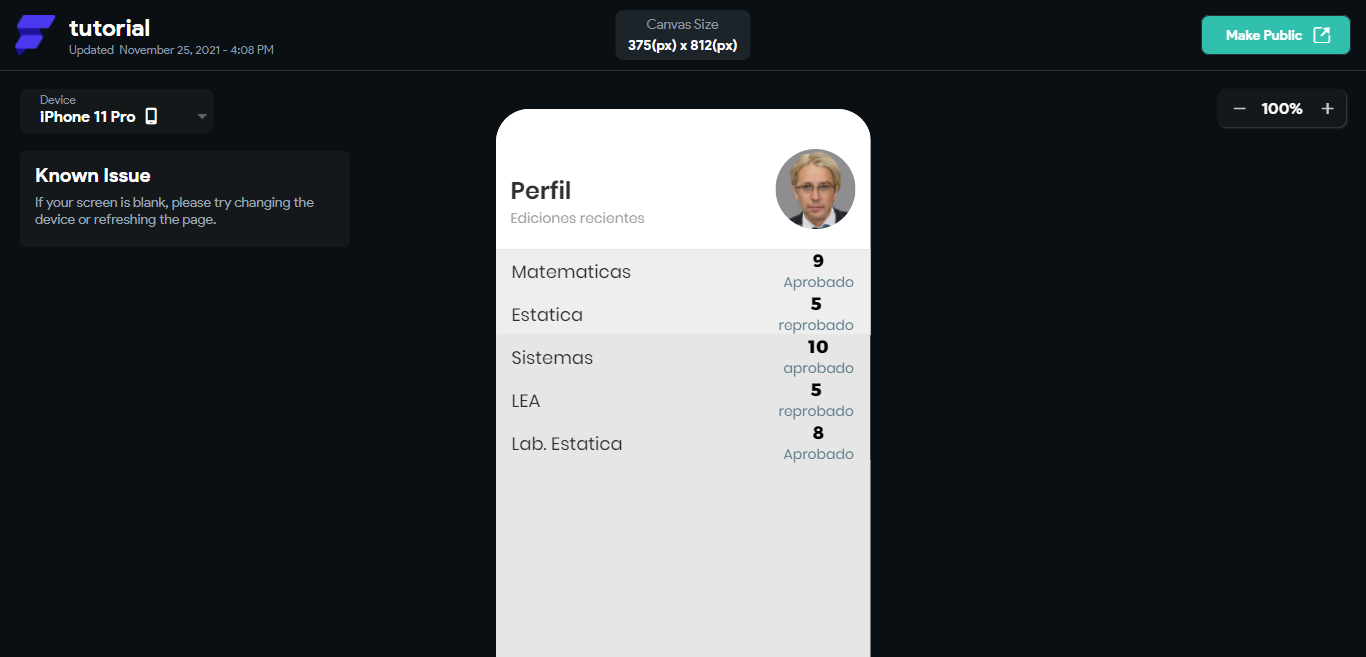 tutorial
Updated November 25, 2021 - 4:08 PM
Canvas Size
375(px) x 812(px)
Make Public
Device
iPhone 11 Pro
100%
Known Issue
If your screen is blank, please try changing the
device or refreshing the page.
Perfil
Ediciones recientes
Matematicas
9
Aprobado
Estatica
5
reprobado
Sistemas
10
aprobado
LEA
5
reprobado
Lab. Estatica
8
Aprobado